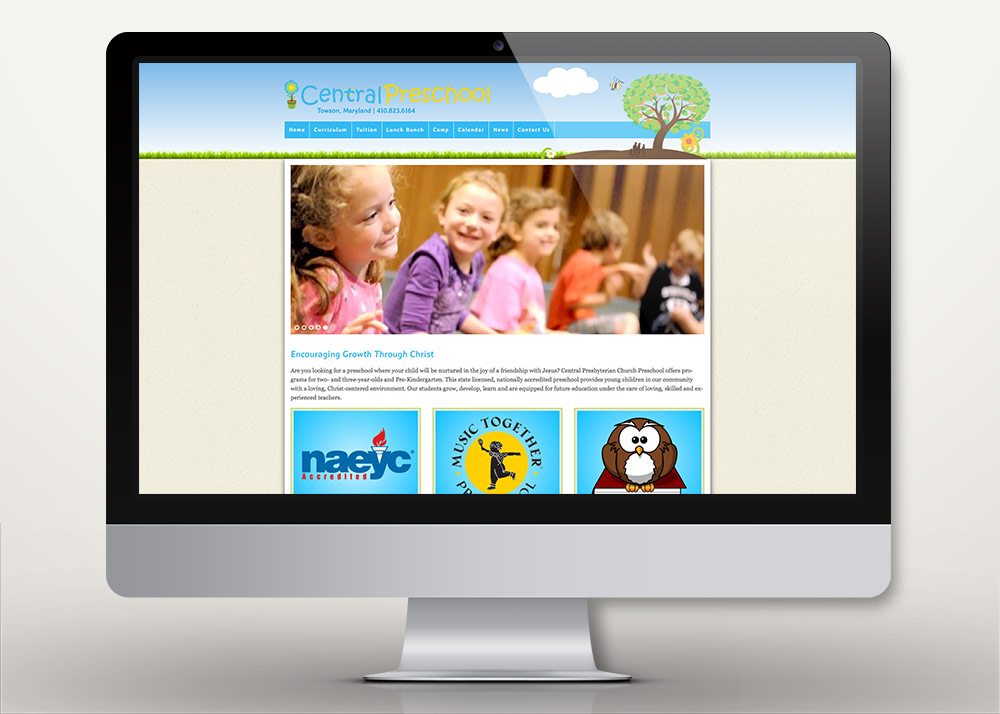 Central Preschool
Towson, Maryland | 410.823.6164
Home Curriculum Tuition Lunch Bunch Camp Calendar News Contact Us
Encouraging Growth Through Christ
Are you looking for a preschool where your child will be nurtured in the joy of a friendship with Jesus? Central Presbyterian Church Preschool offers pro-
grams for two- and three-year-olds and Pre-Kindergarten. This state licensed, nationally accredited preschool provides young children in our community
with a loving, Christ-centered environment. Our students grow, develop, learn and are equipped for future education under the care of loving, skilled and ex-
perienced teachers.
naeyc®
Accredited
MUSIC TOGETHER